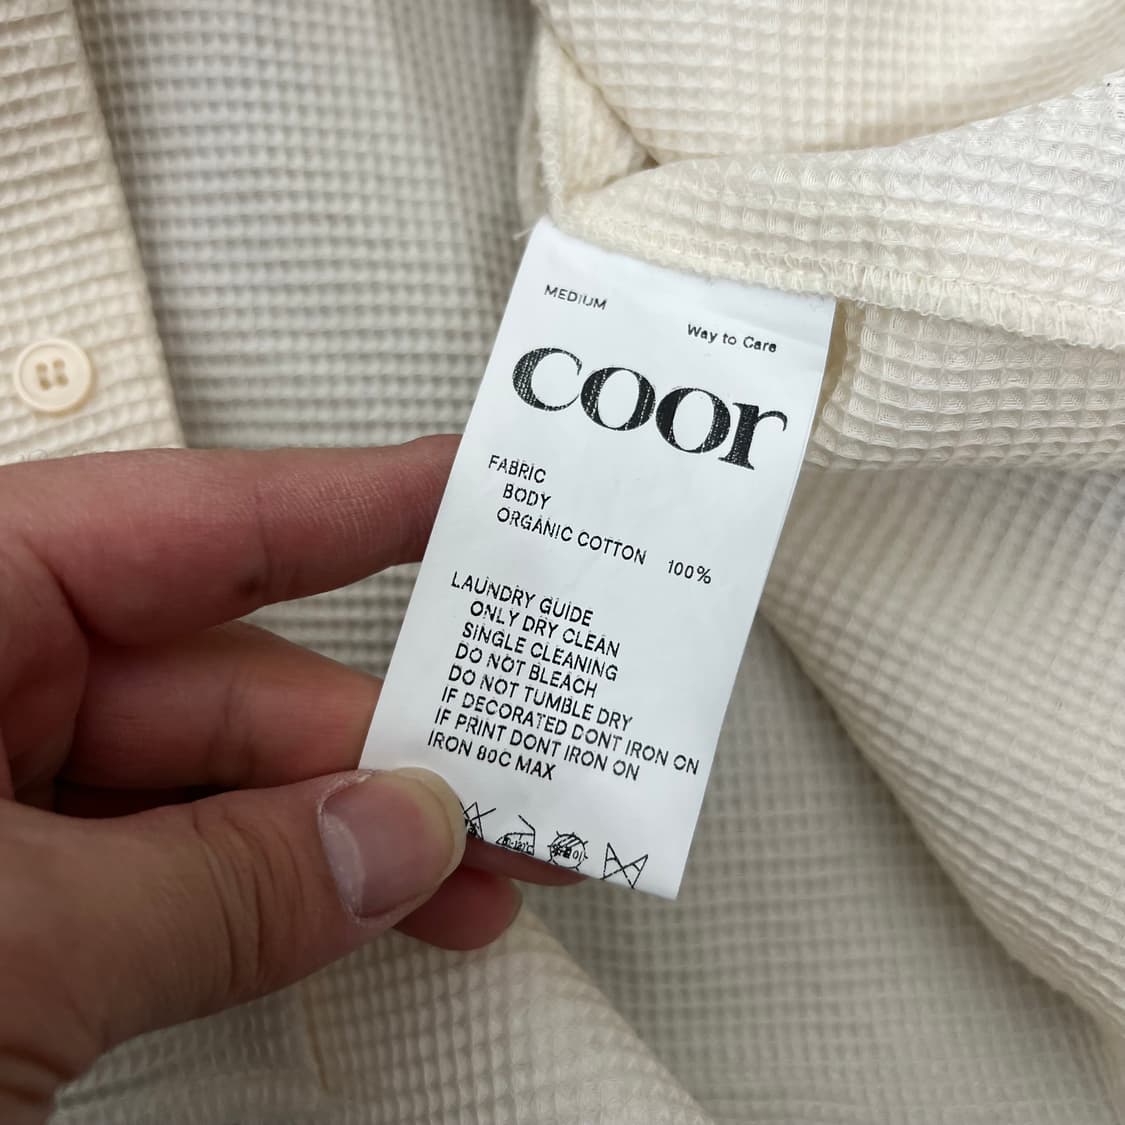 MEDIUM
Way to Care
coor
FABRIC
BODY
ORGANIC COTTON 100%
LAUNDRY GUIDE
ONLY DRY CLEAN
SINGLE CLEANING
DO NOT BLEACH
DO NOT TUMBLE DRY
IF DECORATED DONT IRON ON
IF PRINT DONT IRON ON
IRON 80C MAX